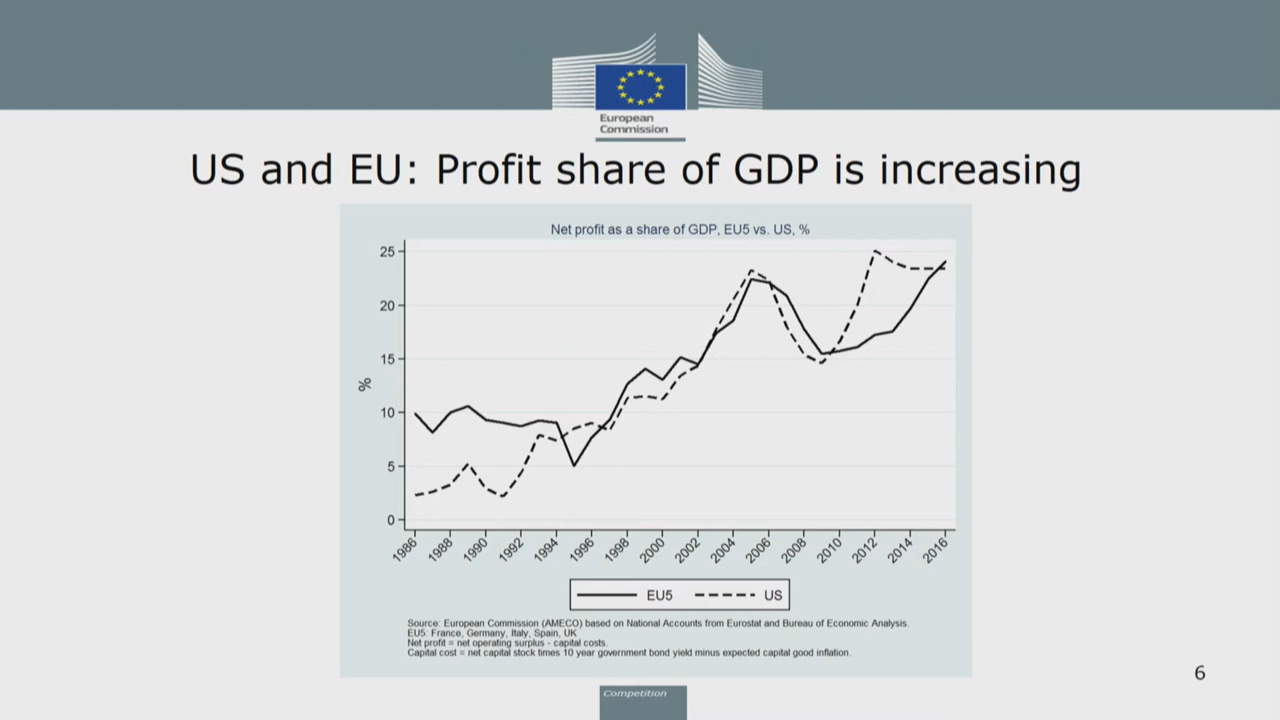 European
Commission
US and EU: Profit share of GDP is increasing
Net profit as a share of GDP, EU5 vs. US, %
25
20
15
10
5
0
%
1986
1988
1990
1992
1994
1996
1998
2000
2002
2004
2006
2008
2010
2012
2014
2016
EU5
US
Source: European Commission (AMECO) based on National Accounts from Eurostat and Bureau of Economic Analysis.
EU5: France, Germany, Italy, Spain, UK
Net profit = net operating surplus - capital costs.
Capital cost = net capital stock times 10 year government bond yield minus expected capital good inflation.
6
Competition